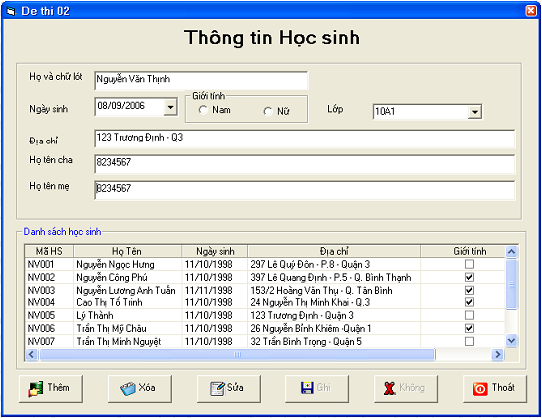 De thi 02
Thông tin Học sinh
Họ và chữ lót Nguyễn Văn Thịnh
Ngày sinh 08/09/2006 Giới tính Nam Nữ Lớp 10A1
Địa chỉ 123 Trương Định - Q3
Họ tên cha 8234567
Họ tên mẹ 8234567
Danh sách học sinh
Mã HS Họ Tên Ngày sinh Địa chỉ Giới tính
NV001 Nguyễn Ngọc Hưng 11/10/1998 297 Lê Quý Đôn - P.8 - Quận 3
NV002 Nguyễn Công Phú 11/10/1998 397 Lê Quang Định - P.5 - Q. Bình Thạnh
NV003 Nguyễn Lương Anh Tuấn 11/11/1998 153/2 Hoàng Văn Thụ - Q. Tân Bình
NV004 Cao Thị Tố Trinh 11/10/1998 24 Nguyễn Thị Minh Khai - Q.3
NV005 Lý Thành 11/10/1998 123 Trương Định - Quận 3
NV006 Trần Thị Mỹ Châu 11/10/1998 26 Nguyễn Bỉnh Khiêm -Quận 1
NV007 Trần Thị Minh Nguyệt 11/10/1998 32 Trần Bình Trọng - Quận 5
Thêm Xóa Sửa Ghi Không Thoát